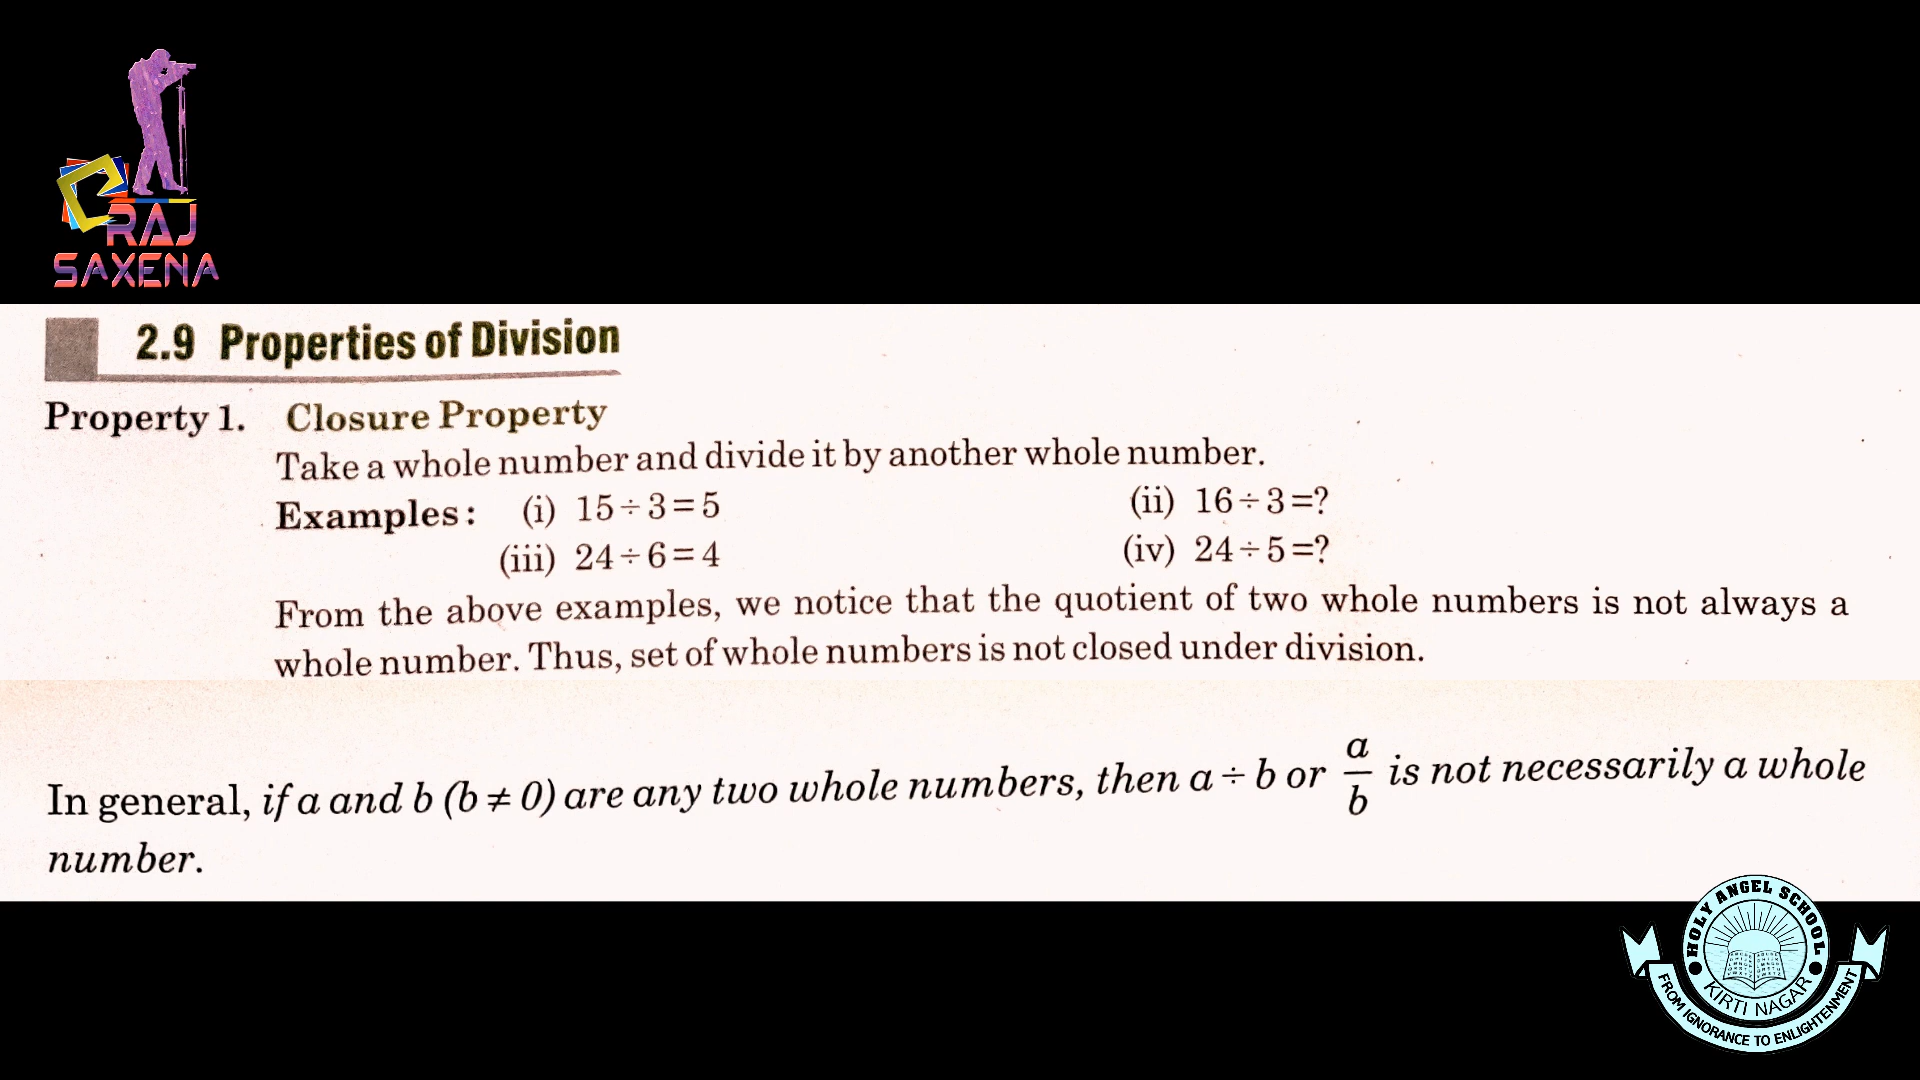 RAJ
SAXENA
2.9 Properties of Division
Property 1. Closure Property
Take a whole number and divide it by another whole number.
Examples: (i) 15 ÷ 3 = 5 (ii) 16 ÷ 3 =?
(iii) 24 ÷ 6 = 4 (iv) 24 ÷ 5 =?
From the above examples, we notice that the quotient of two whole numbers is not always a
whole number. Thus, set of whole numbers is not closed under division.
In general, if a and b (b ≠ 0) are any two whole numbers, then a ÷ b or a/b is not necessarily a whole
number.
HOLY ANGEL SCHOOL
KIRTI NAGAR
FROM IGNORANCE TO ENLIGHTENMENT